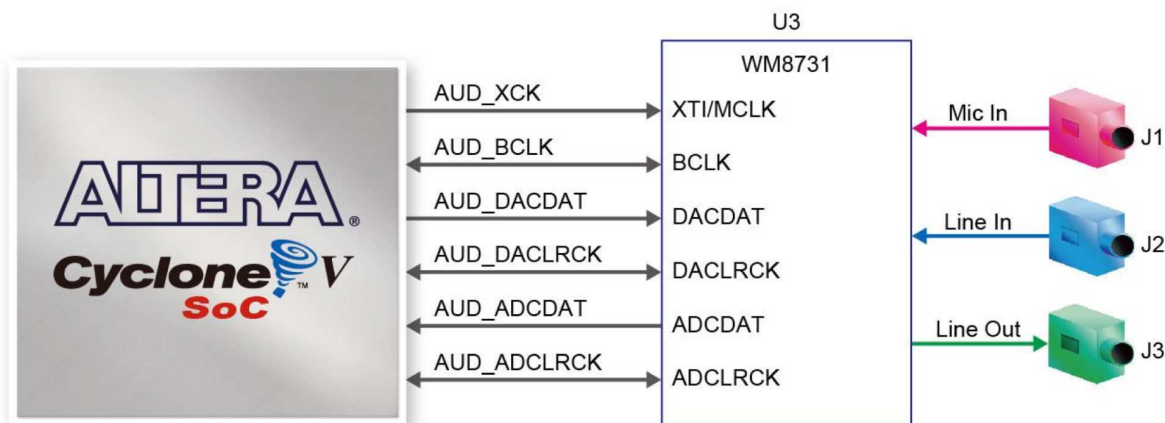 U3
WM8731
AUD_XCK
XTI/MCLK
Mic In
J1
AUD_BCLK
BCLK
ALTERA®
AUD_DACDAT
DACDAT
Line In
J2
Cyclone™ V
SoC
AUD_DACLRCK
DACLRCK
AUD_ADCDAT
ADCDAT
Line Out
J3
AUD_ADCLRCK
ADCLRCK